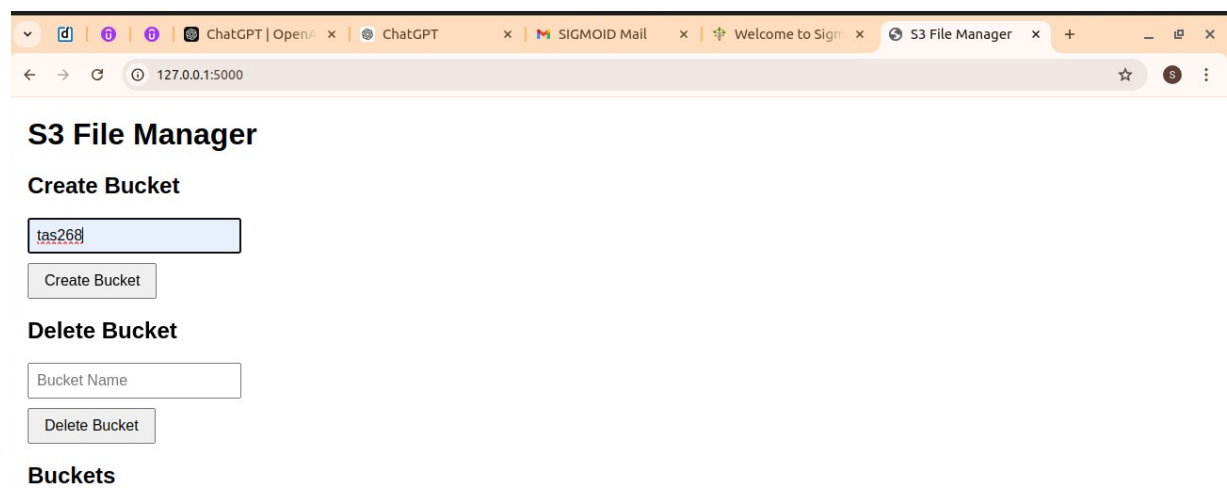 ChatGPT | OpenA ChatGPT SIGMOID Mail Welcome to Sigm S3 File Manager
127.0.0.1:5000 S
S3 File Manager
Create Bucket
tas268
Create Bucket
Delete Bucket
Bucket Name
Delete Bucket
Buckets